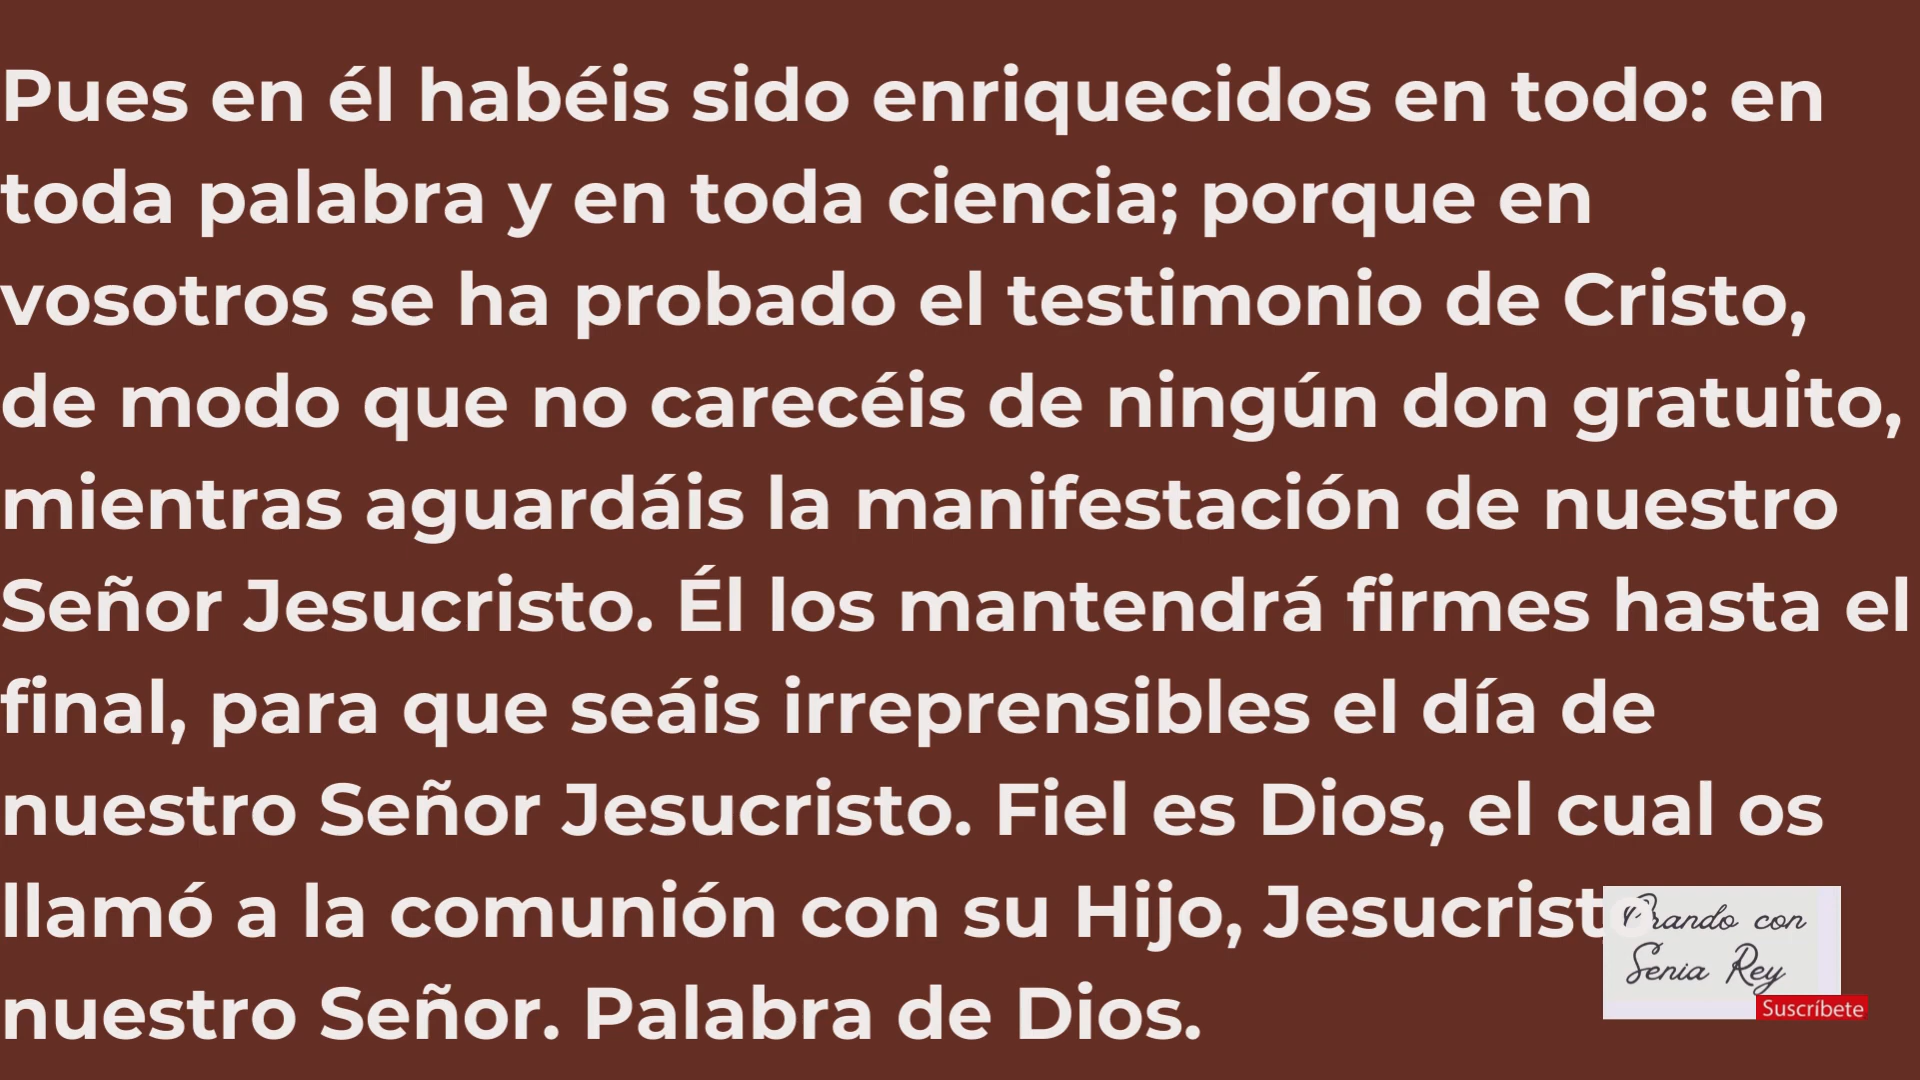 Pues en él habéis sido enriquecidos en todo: en
toda palabra y en toda ciencia; porque en
vosotros se ha probado el testimonio de Cristo,
de modo que no carecéis de ningún don gratuito,
mientras aguardáis la manifestación de nuestro
Señor Jesucristo. Él los mantendrá firmes hasta el
final, para que seáis irreprensibles el día de
nuestro Señor Jesucristo. Fiel es Dios, el cual os
llamó a la comunión con su Hijo, Jesucristo
nuestro Señor. Palabra de Dios.
Orando con
Senia Rey
Suscríbete